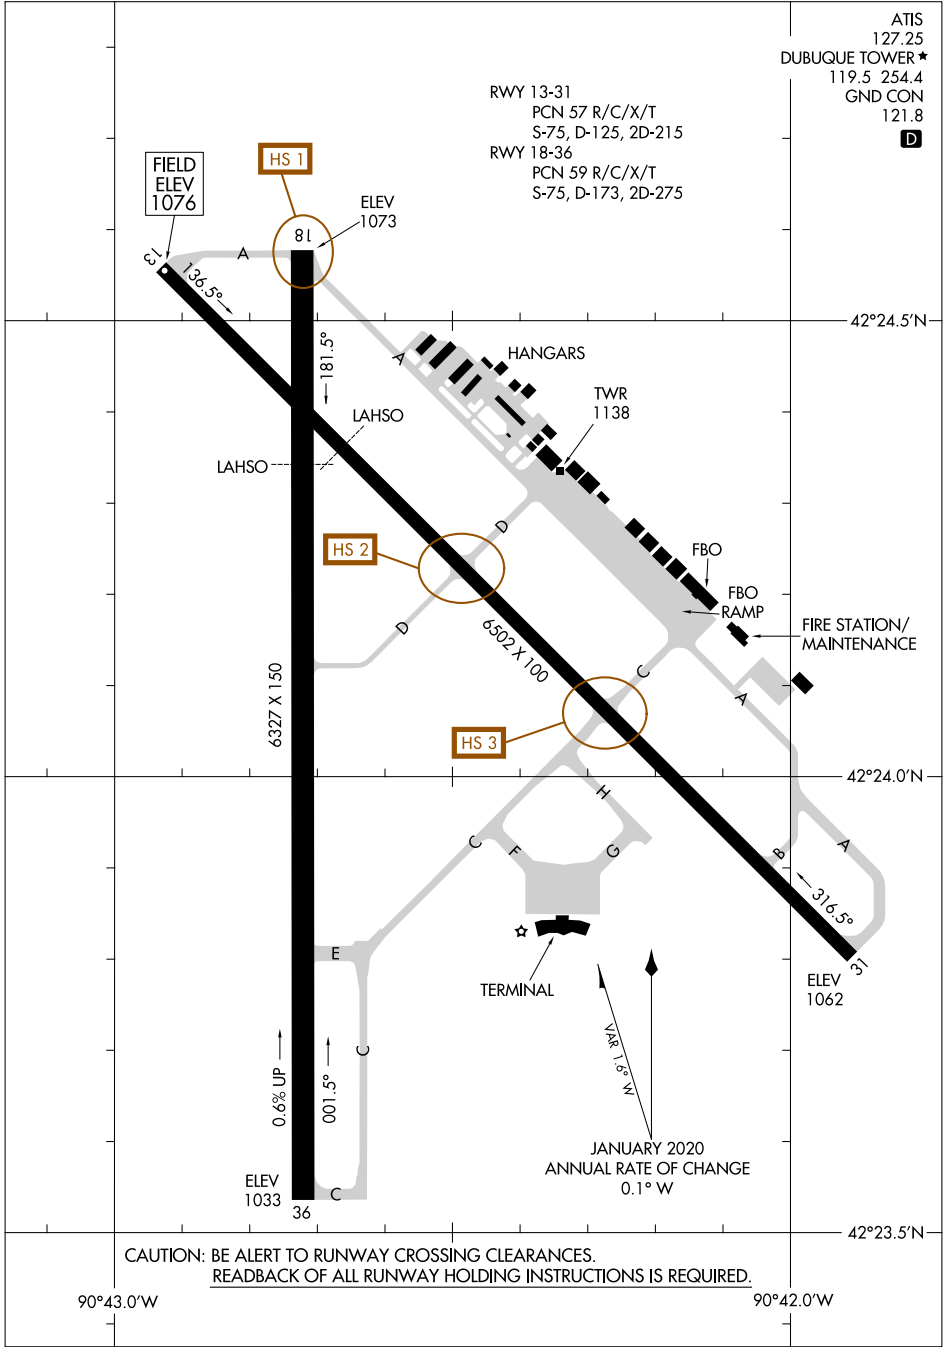 ATIS
127.25
DUBUQUE TOWER★
119.5 254.4
GND CON
121.8
D
RWY 13-31
PCN 57 R/C/X/T
S-75, D-125, 2D-215
RWY 18-36
PCN 59 R/C/X/T
S-75, D-173, 2D-275
HS 1
FIELD
ELEV
1076
ELEV
1073
18
A
13
136.5°
42°24.5'N
181.5°
A
HANGARS
TWR
1138
LAHSO
LAHSO
D
HS 2
FBO
FBO
RAMP
FIRE STATION/
MAINTENANCE
D
6502 X 100
6327 X 150
C
A
HS 3
42°24.0'N
H
C
F
G
B
A
316.5°
31
E
TERMINAL
ELEV
1062
VAR 1.6° W
C
0.6% UP
001.5°
JANUARY 2020
ANNUAL RATE OF CHANGE
0.1° W
ELEV
1033
C
36
42°23.5'N
CAUTION: BE ALERT TO RUNWAY CROSSING CLEARANCES.
READBACK OF ALL RUNWAY HOLDING INSTRUCTIONS IS REQUIRED.
90°43.0'W
90°42.0'W